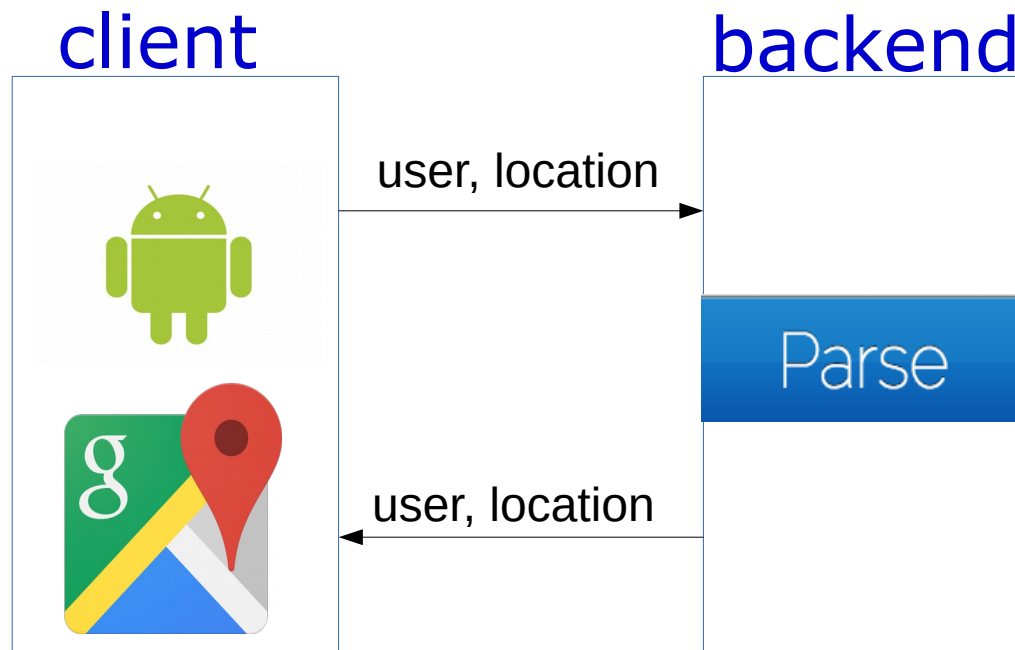 client
backend
user, location
Parse
g
user, location